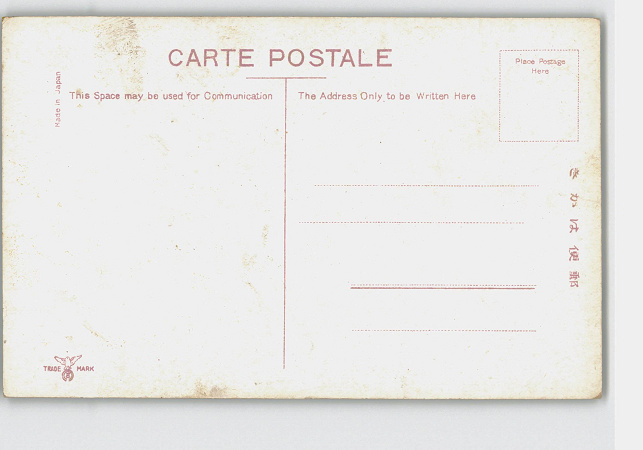 CARTE POSTALE
Place Postage
Here
Made in Japan
This Space may be used for Communication
The Address Only to be Written Here
きかは便郵
TRADE MARK